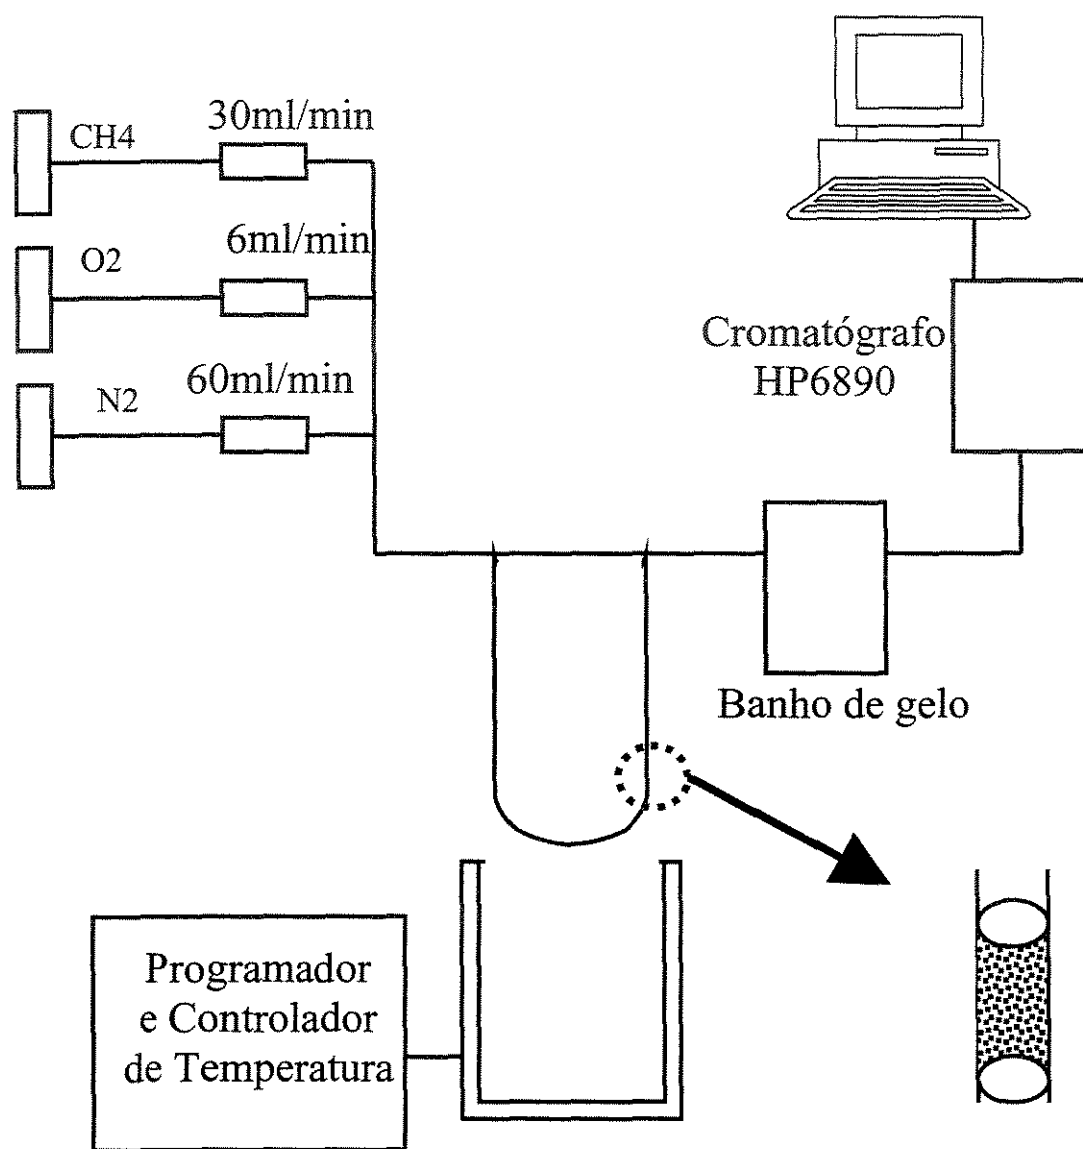 CH4
30ml/min
O2
6ml/min
N2
60ml/min
Cromatógrafo
HP6890
Banho de gelo
Programador
e Controlador
de Temperatura